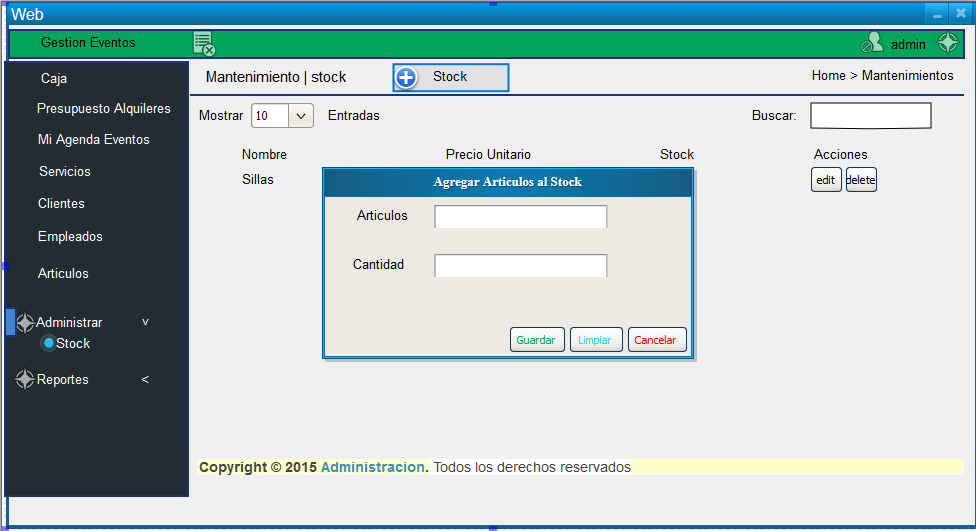 Web
Gestion Eventos
admin
Caja
Presupuesto Alquileres
Mi Agenda Eventos
Servicios
Clientes
Empleados
Articulos
Administrar v
Stock
Reportes <
Mantenimiento | stock
Stock
Home > Mantenimientos
Mostrar 10 Entradas
Buscar:
Nombre Precio Unitario Stock Acciones
Sillas edit delete
Agregar Articulos al Stock
Articulos
Cantidad
Guardar Limpiar Cancelar
Copyright © 2015 Administracion. Todos los derechos reservados